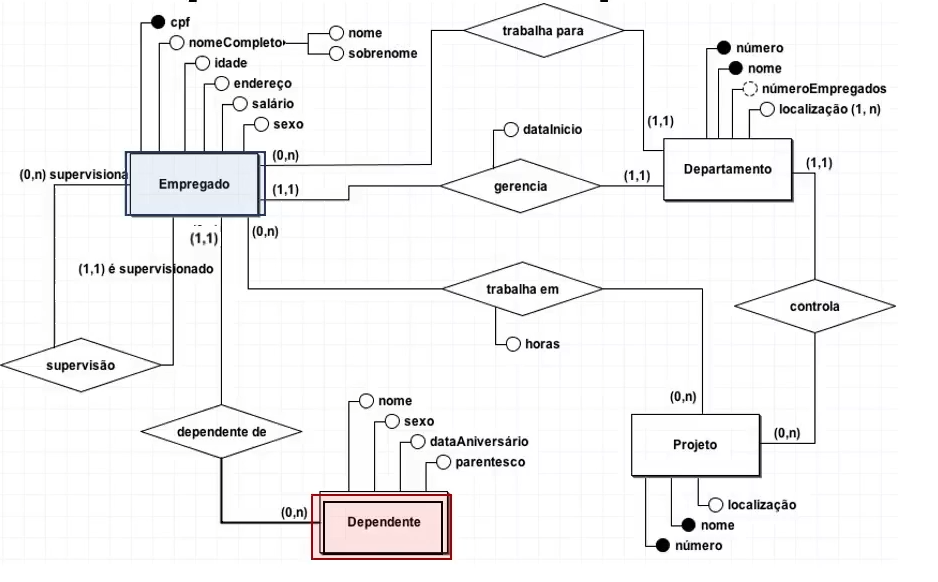 cpf
nomeCompleto
nome
sobrenome
idade
endereço
salário
sexo
trabalha para
número
nome
númeroEmpregados
localização (1, n)
(1,1)
dataInicio
(0,n)
Empregado
(0,n) supervisiona
(1,1)
gerencia
(1,1)
Departamento
(1,1)
(1,1)
(0,n)
(1,1) é supervisionado
trabalha em
controla
horas
supervisão
dependente de
nome
sexo
dataAniversário
parentesco
(0,n)
Dependente
(0,n)
Projeto
(0,n)
localização
nome
número